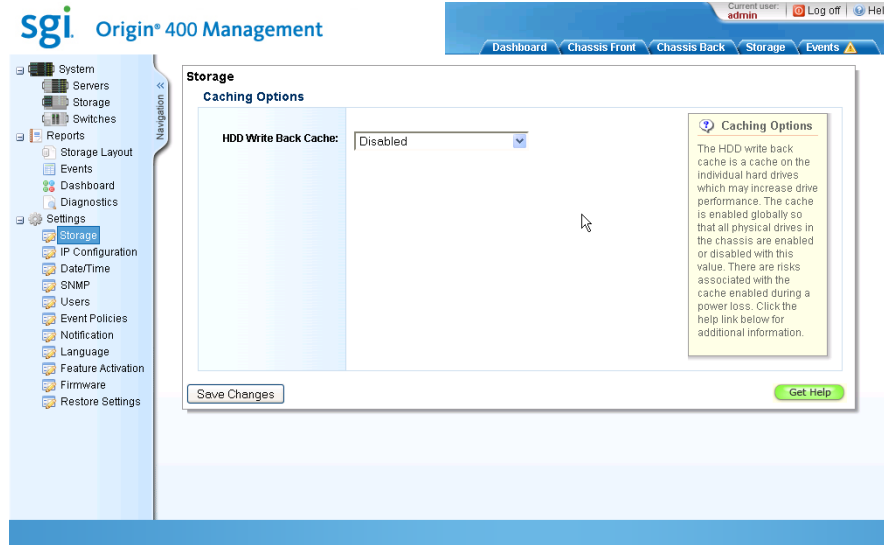 sgi Origin® 400 Management
Current user:
admin
Log off
Hel
Dashboard
Chassis Front
Chassis Back
Storage
Events
System
Servers
Storage
Switches
Reports
Storage Layout
Events
Dashboard
Diagnostics
Settings
Storage
IP Configuration
Date/Time
SNMP
Users
Event Policies
Notification
Language
Feature Activation
Firmware
Restore Settings
«
Navigation
Storage
Caching Options
HDD Write Back Cache:
Disabled
Caching Options
The HDD write back
cache is a cache on the
individual hard drives
which may increase drive
performance. The cache
is enabled globally so
that all physical drives in
the chassis are enabled
or disabled with this
value. There are risks
associated with the
cache enabled during a
power loss. Click the
help link below for
additional information.
Save Changes
Get Help